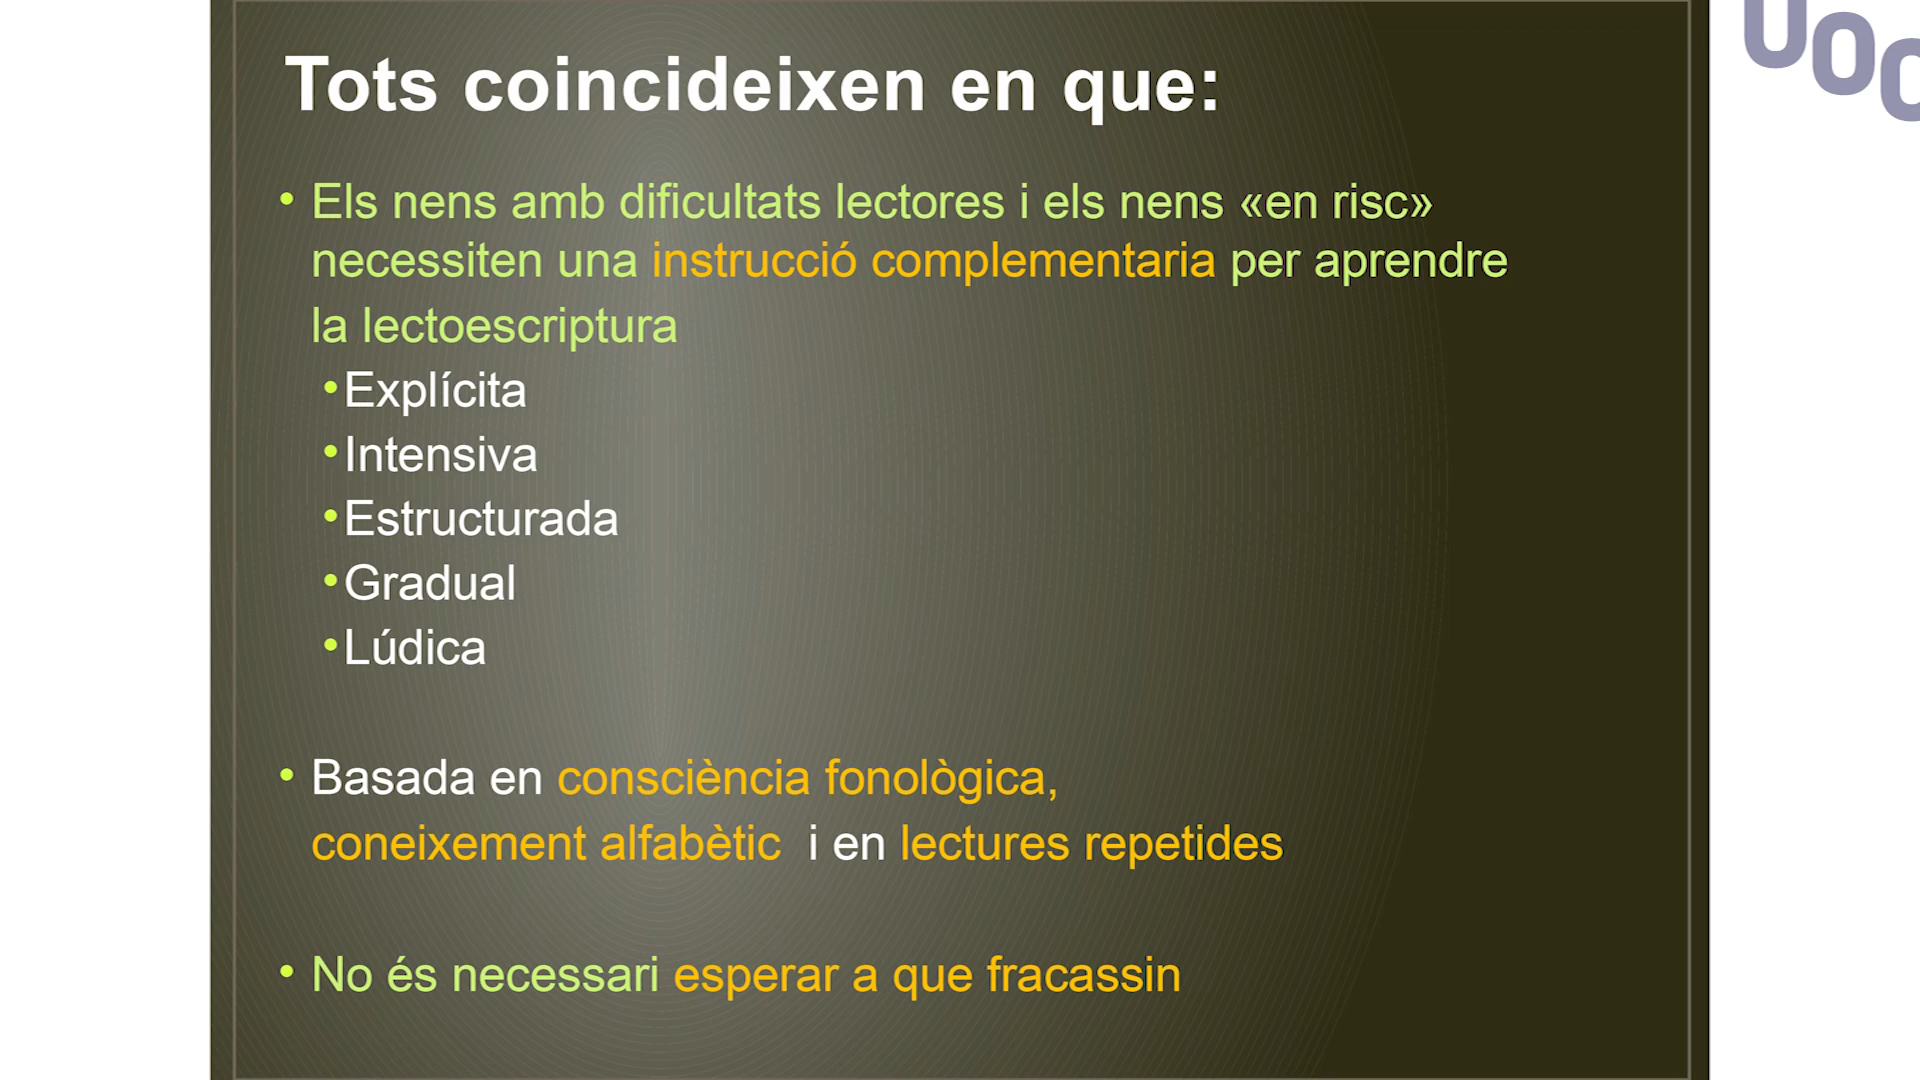 Tots coincideixen en que:
• Els nens amb dificultats lectores i els nens «en risc»
necessiten una instrucció complementaria per aprendre
la lectoescriptura
•Explícita
•Intensiva
•Estructurada
•Gradual
•Lúdica
• Basada en consciència fonològica,
coneixement alfabètic i en lectures repetides
• No és necessari esperar a que fracassin
UOC